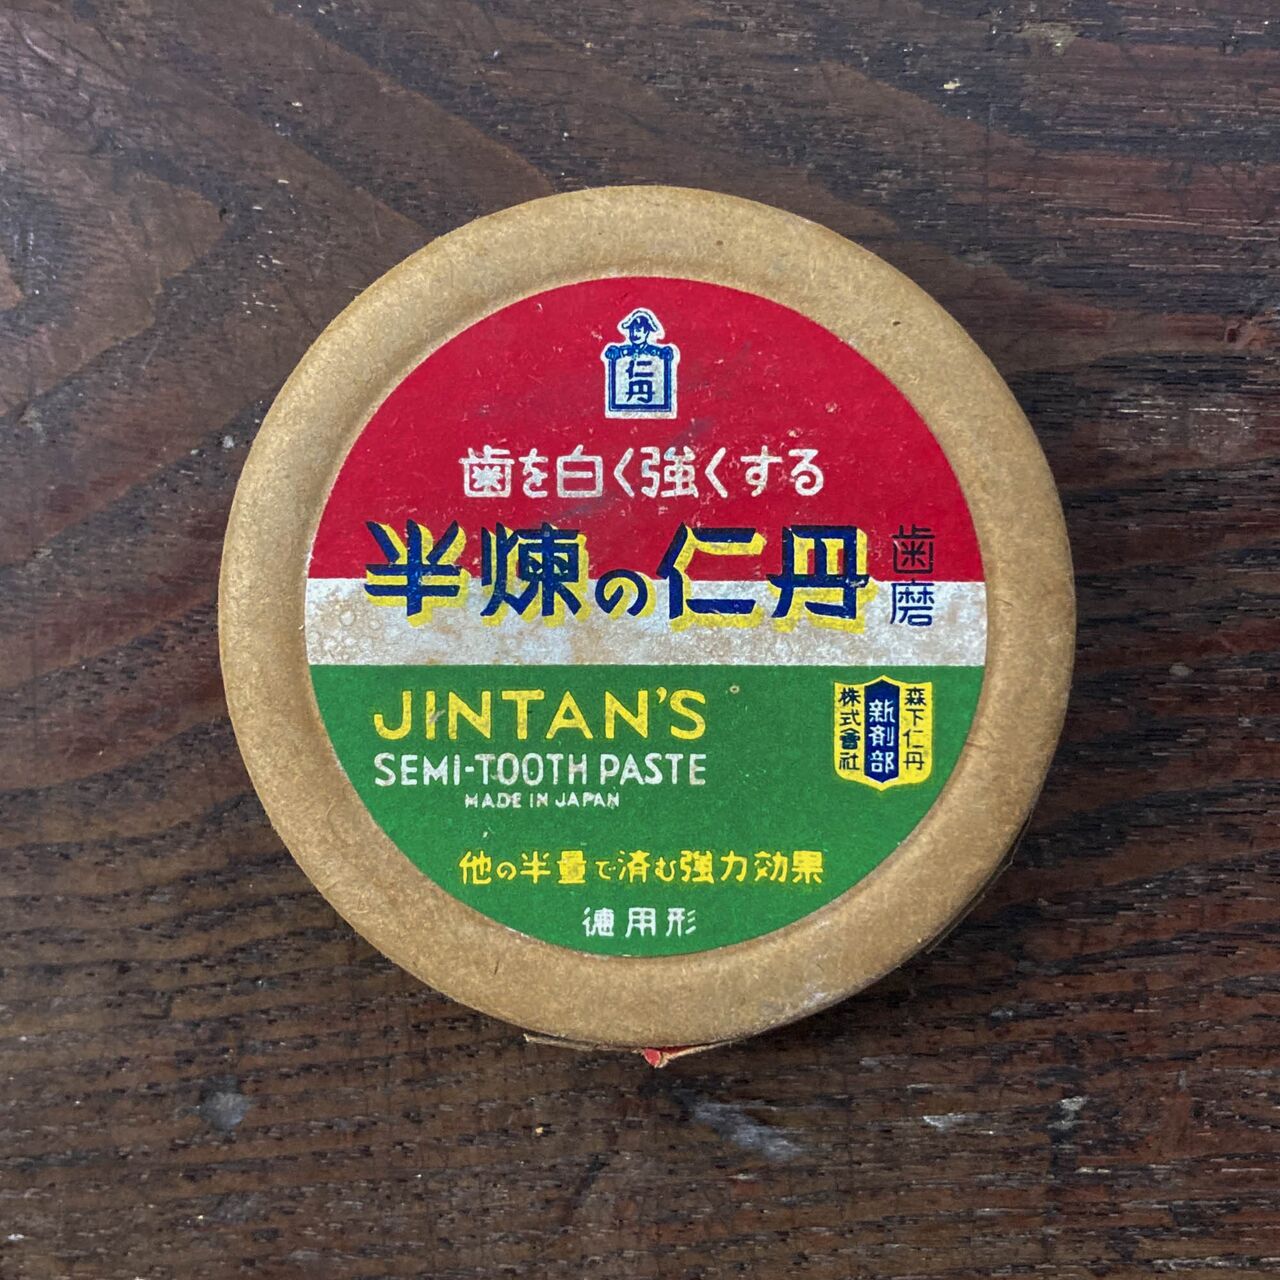 仁丹
歯を白く強くする
半煉の仁丹
歯磨
JINTAN'S
SEMI-TOOTH PASTE
MADE IN JAPAN
森下仁丹
新剤部
株式會社
他の半量で済む強力効果
徳用形